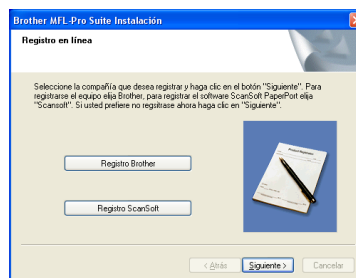 Brother MFL-Pro Suite Instalación
Registro en línea
Seleccione la compañía que desea registrar y haga clic en el botón "Siguiente". Para
registrarse el equipo elija Brother, para registrar el software ScanSoft PaperPort elija
"Scansoft". Si usted prefiere no regsitrase ahora haga clic en "Siguiente".
Registro Brother
Registro ScanSoft
< Atrás
Siguiente >
Cancelar